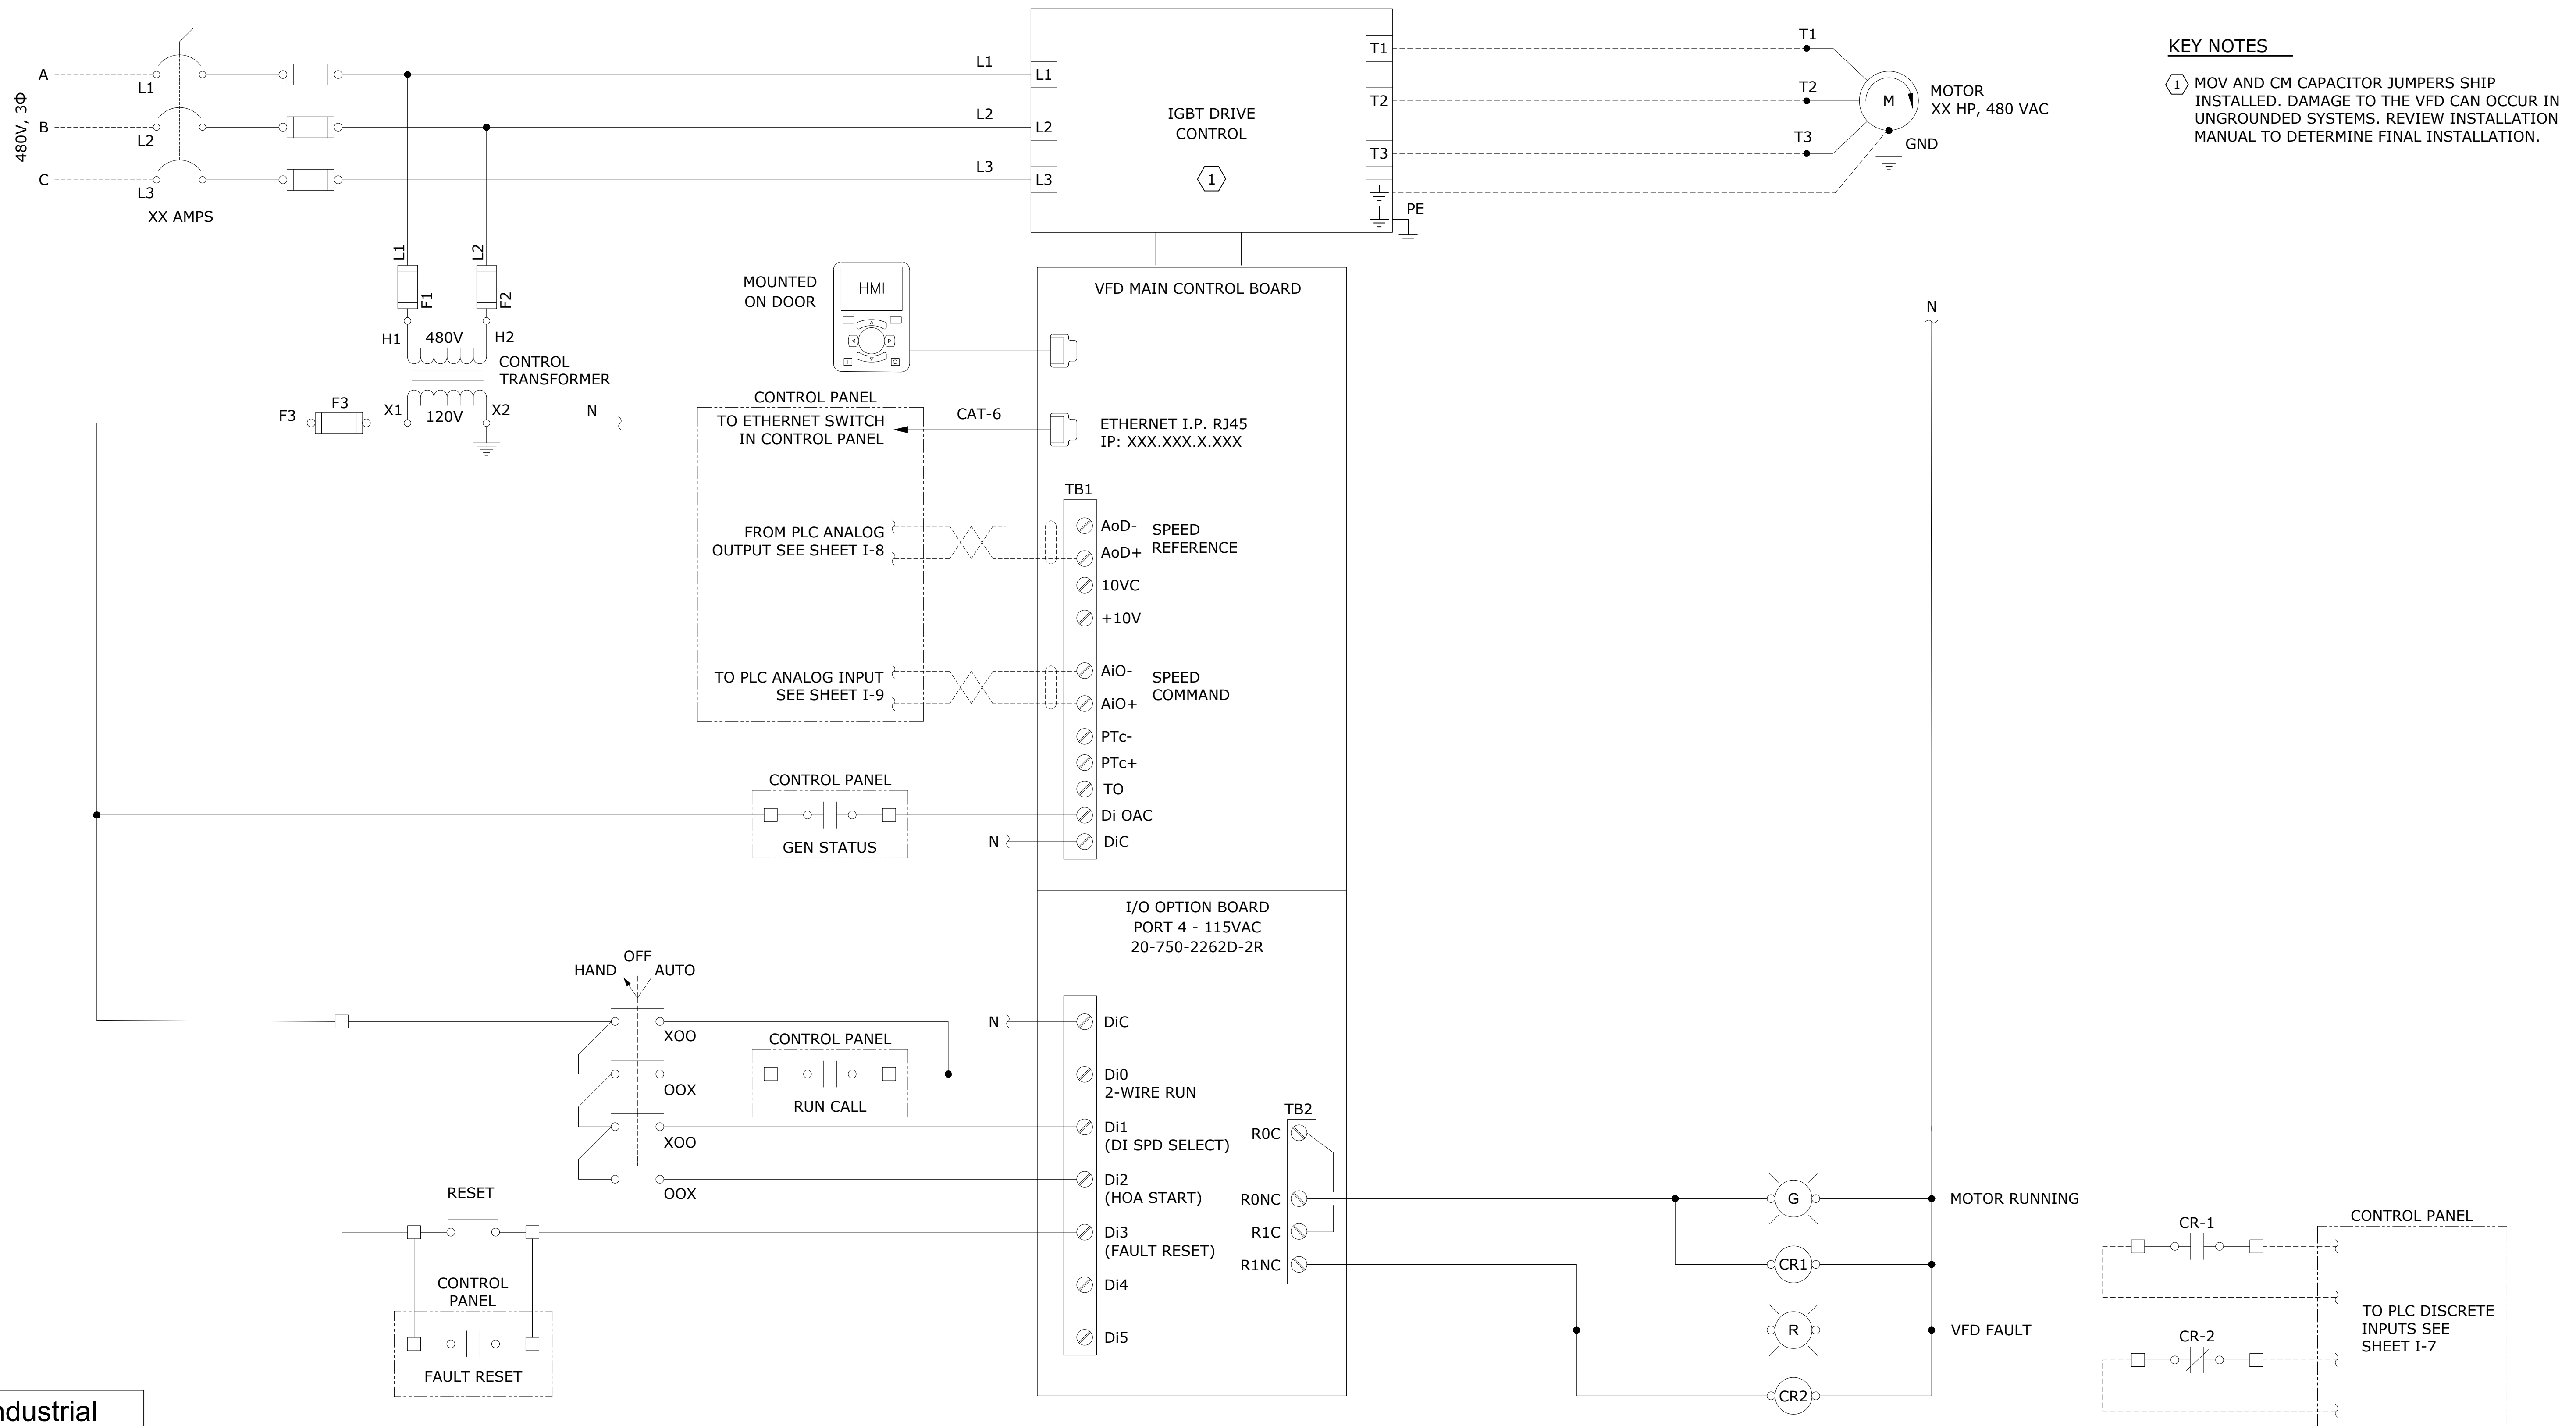 480V, 3Φ
A
B
C
L1
L2
L3
XX AMPS
L1
L2
L3
L1
L2
L3
IGBT DRIVE
CONTROL
1
T1
T2
T3
PE
T1
T2
T3
M
GND
MOTOR
XX HP, 480 VAC
KEY NOTES
1
MOV AND CM CAPACITOR JUMPERS SHIP
INSTALLED. DAMAGE TO THE VFD CAN OCCUR IN
UNGROUNDED SYSTEMS. REVIEW INSTALLATION
MANUAL TO DETERMINE FINAL INSTALLATION.
L1
L2
F1
F2
H1
480V
H2
CONTROL
TRANSFORMER
F3
F3
X1
120V
X2
N
MOUNTED
ON DOOR
HMI
VFD MAIN CONTROL BOARD
CONTROL PANEL
TO ETHERNET SWITCH
IN CONTROL PANEL
CAT-6
ETHERNET I.P. RJ45
IP: XXX.XXX.X.XXX
TB1
FROM PLC ANALOG
OUTPUT SEE SHEET I-8
AoD-
AoD+
SPEED
REFERENCE
10VC
+10V
TO PLC ANALOG INPUT
SEE SHEET I-9
AiO-
AiO+
SPEED
COMMAND
PTc-
PTc+
TO
Di OAC
DiC
CONTROL PANEL
GEN STATUS
N
N
I/O OPTION BOARD
PORT 4 - 115VAC
20-750-2262D-2R
HAND
OFF
AUTO
XOO
OOX
XOO
OOX
CONTROL PANEL
RUN CALL
N
DiC
Di0
2-WIRE RUN
Di1
(DI SPD SELECT)
Di2
(HOA START)
Di3
(FAULT RESET)
Di4
Di5
TB2
R0C
R0NC
R1C
R1NC
RESET
CONTROL
PANEL
FAULT RESET
G
MOTOR RUNNING
CR1
R
VFD FAULT
CR2
CR-1
CR-2
CONTROL PANEL
TO PLC DISCRETE
INPUTS SEE
SHEET I-7
ndustrial